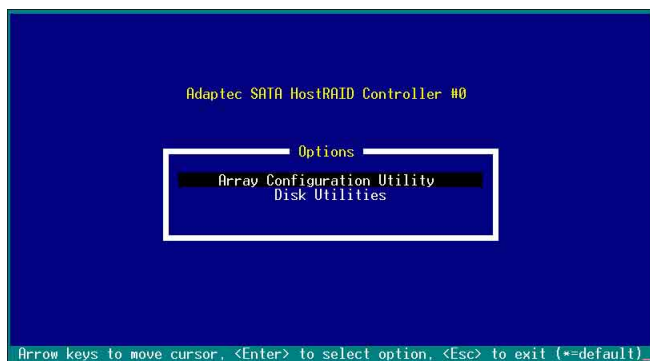 Adaptec SATA HostRAID Controller #0
Options
Array Configuration Utility
Disk Utilities
Arrow keys to move cursor, <Enter> to select option, <Esc> to exit (*=default)_